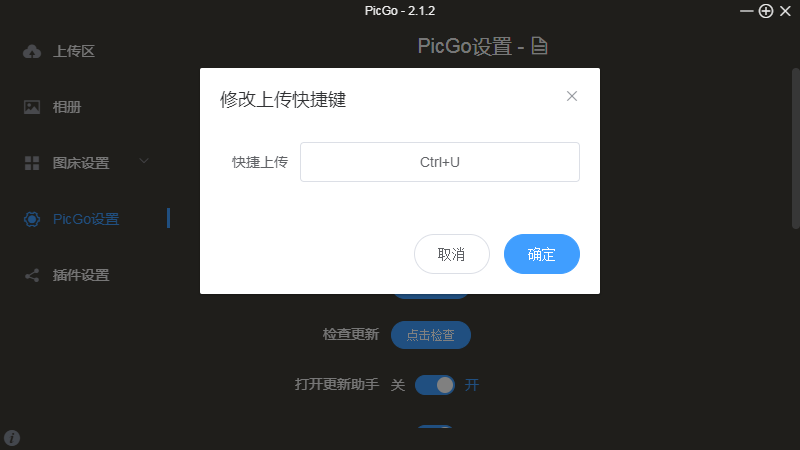 PicGo - 2.1.2
上传区
相册
图床设置
PicGo设置
插件设置
PicGo设置 -
修改上传快捷键
快捷上传
Ctrl+U
取消
确定
检查更新
点击检查
打开更新助手
关
开